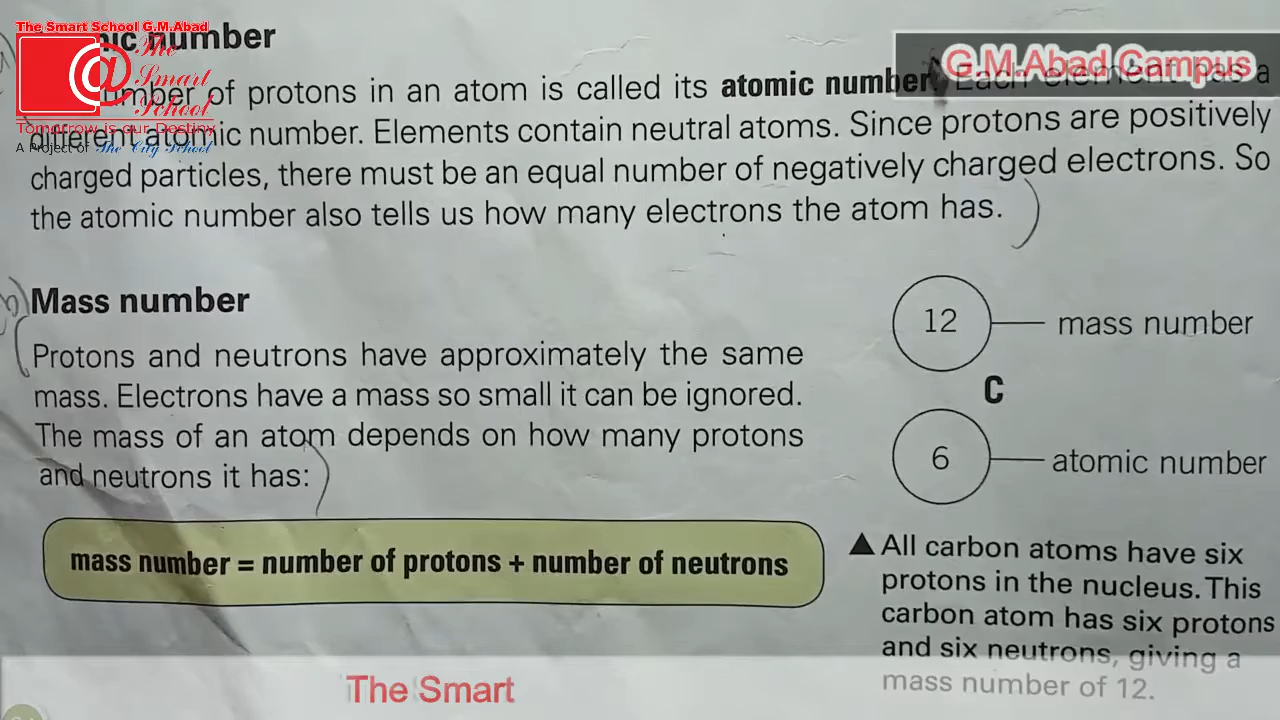 The Smart School G.M.Abad
@
The
Smart
School
Tomorrow is our Destiny
A Project of The City School
G.M.Abad Campus
number
number of protons in an atom is called its atomic number. Each element has a
different atomic number. Elements contain neutral atoms. Since protons are positively
charged particles, there must be an equal number of negatively charged electrons. So
the atomic number also tells us how many electrons the atom has.
b) Mass number
Protons and neutrons have approximately the same
mass. Electrons have a mass so small it can be ignored.
The mass of an atom depends on how many protons
and neutrons it has:
mass number = number of protons + number of neutrons
12 mass number
C
6 atomic number
▲ All carbon atoms have six
protons in the nucleus. This
carbon atom has six protons
and six neutrons, giving a
mass number of 12.
The Smart